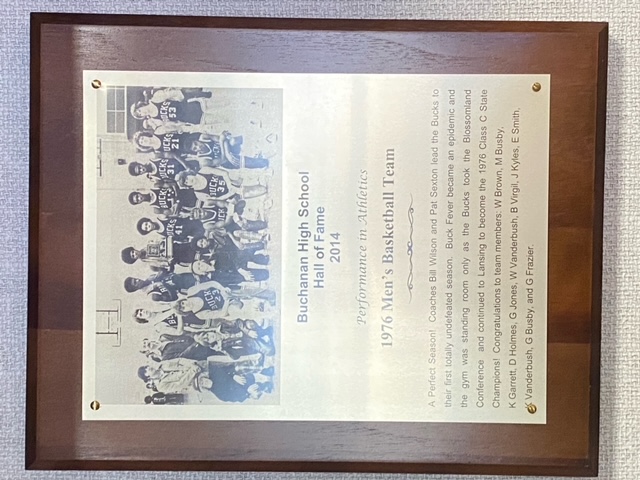 Buchanan High School
Hall of Fame
2014
Performance in Athletics
1976 Men's Basketball Team
A Perfect Season! Coaches Bill Wilson and Pat Sexton lead the Bucks to
their first totally undefeated season. Buck Fever became an epidemic and
the gym was standing room only as the Bucks took the Blossomland
Conference and continued to Lansing to become the 1976 Class C State
Champions! Congratulations to team members: W Brown, M Busby,
K Garrett, D Holmes, G Jones, W Vanderbush, B Virgil, J Kyles, E Smith,
Vanderbush, G Busby, and G Frazier.